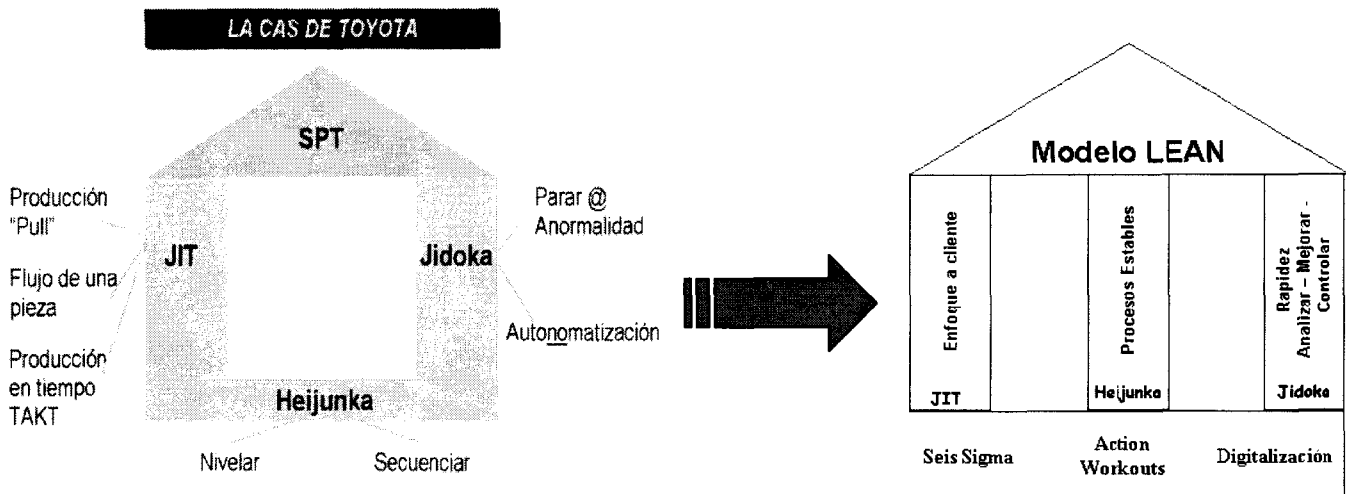 LA CAS DE TOYOTA
SPT
Producción
"Pull"
JIT
Flujo de una
pieza
Producción
en tiempo
TAKT
Jidoka
Parar @
Anormalidad
Autonomatización
Heijunka
Nivelar
Secuenciar
Modelo LEAN
Enfoque a cliente
JIT
Procesos Estables
Heijunka
Rapidez
Analizar – Mejorar -
Controlar
Jidoka
Seis Sigma
Action
Workouts
Digitalización